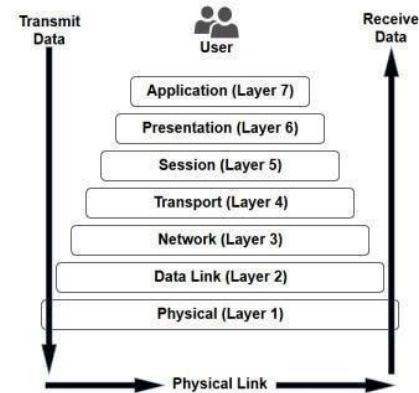 Transmit
Data
User
Receive
Data
Application (Layer 7)
Presentation (Layer 6)
Session (Layer 5)
Transport (Layer 4)
Network (Layer 3)
Data Link (Layer 2)
Physical (Layer 1)
Physical Link